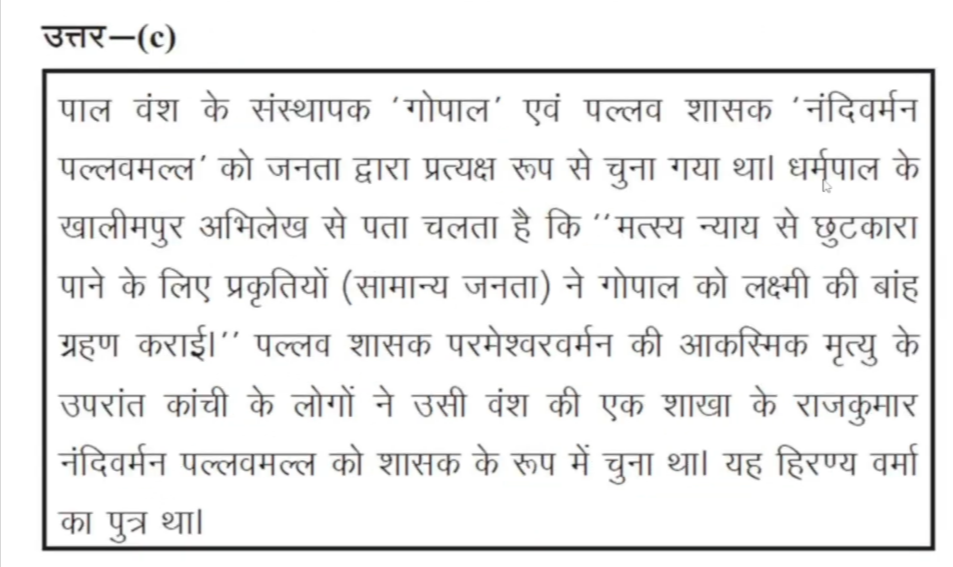 उत्तर—(c)
पाल वंश के संस्थापक ‘गोपाल’ एवं पल्लव शासक ‘नंदिवर्मन
पल्लवमल्ल’ को जनता द्वारा प्रत्यक्ष रूप से चुना गया था। धर्मपाल के
खालीमपुर अभिलेख से पता चलता है कि ‘‘मत्स्य न्याय से छुटकारा
पाने के लिए प्रकृतियों (सामान्य जनता) ने गोपाल को लक्ष्मी की बांह
ग्रहण कराई।’’ पल्लव शासक परमेश्वरवर्मन की आकस्मिक मृत्यु के
उपरांत कांची के लोगों ने उसी वंश की एक शाखा के राजकुमार
नंदिवर्मन पल्लवमल्ल को शासक के रूप में चुना था। यह हिरण्य वर्मा
का पुत्र था।